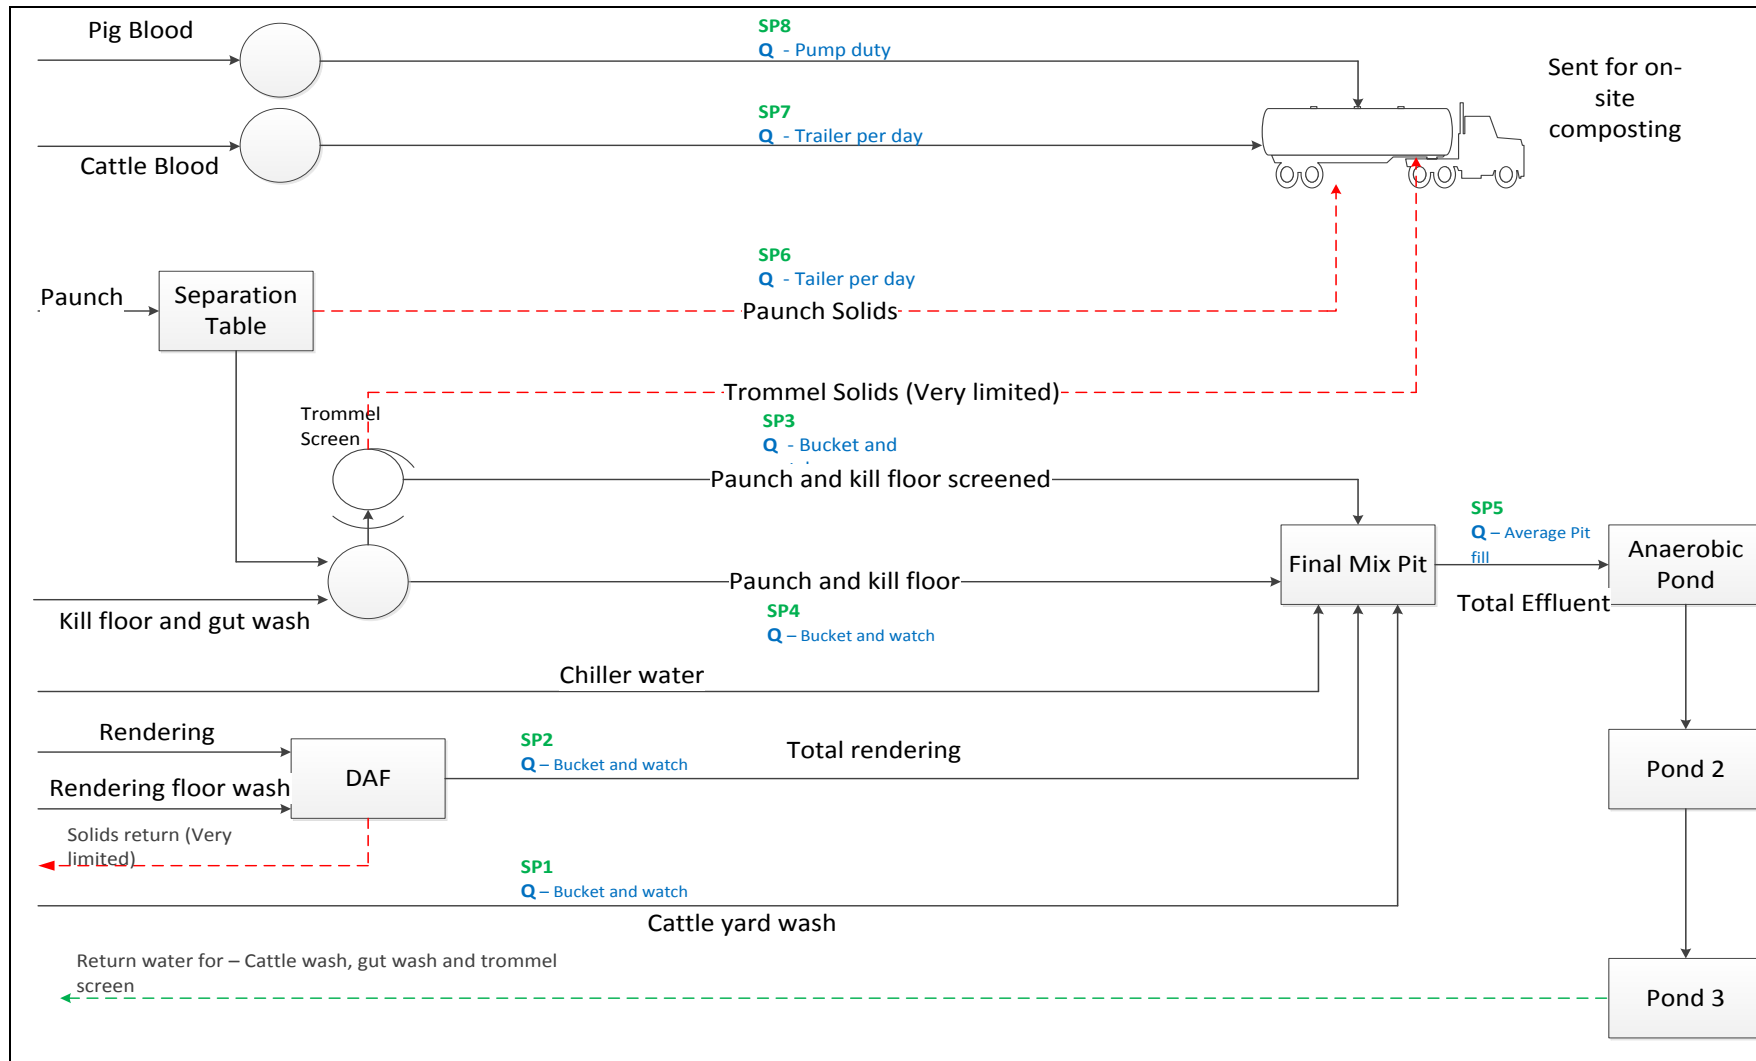 Pig Blood
SP8
Q - Pump duty
Sent for on-
site
composting
SP7
Q - Trailer per day
Cattle Blood
SP6
Q - Tailer per day
Paunch
Separation
Table
Paunch Solids
Trommel Solids (Very limited)
Trommel
Screen
SP3
Q - Bucket and
Paunch and kill floor screened
SP5
Q – Average Pit
fill
Final Mix Pit
Anaerobic
Pond
Paunch and kill floor
Total Effluent
SP4
Q – Bucket and watch
Kill floor and gut wash
Chiller water
Rendering
SP2
Q – Bucket and watch
Total rendering
DAF
Pond 2
Rendering floor wash
Solids return (Very
limited)
SP1
Q – Bucket and watch
Cattle yard wash
Return water for – Cattle wash, gut wash and trommel
screen
Pond 3